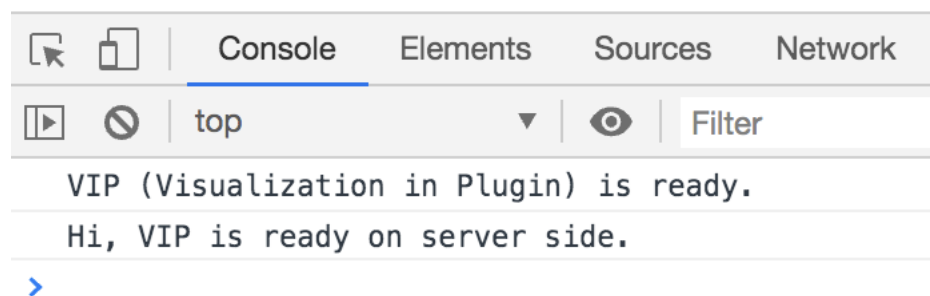 Console Elements Sources Network
top Filter
VIP (Visualization in Plugin) is ready.
Hi, VIP is ready on server side.